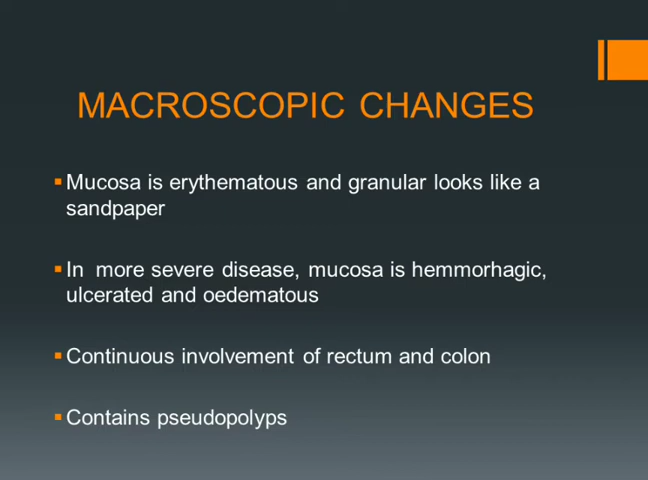 MACROSCOPIC CHANGES
▪Mucosa is erythematous and granular looks like a
sandpaper
▪In more severe disease, mucosa is hemmorhagic,
ulcerated and oedematous
▪Continuous involvement of rectum and colon
▪Contains pseudopolyps